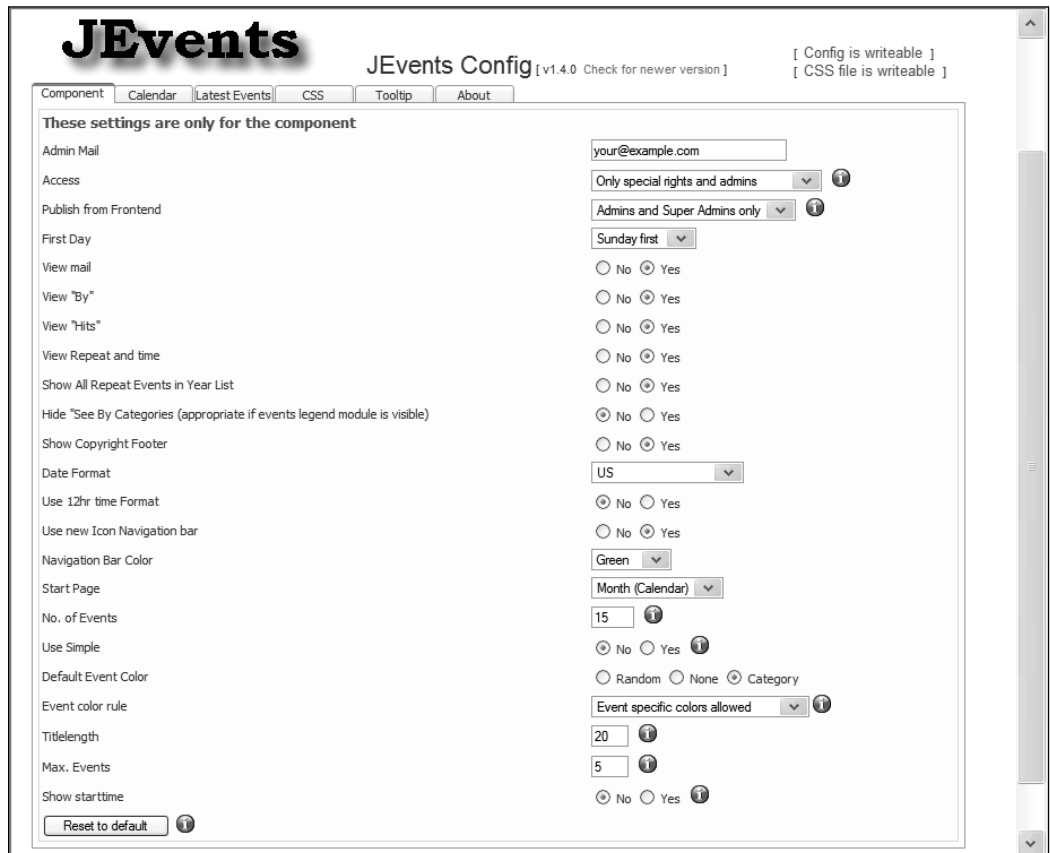 JEvents
JEvents Config [ v1.4.0 Check for newer version ]
[ Config is writeable ]
[ CSS file is writeable ]
Component Calendar Latest Events CSS Tooltip About
These settings are only for the component
Admin Mail your@example.com
Access Only special rights and admins
Publish from Frontend Admins and Super Admins only
First Day Sunday first
View mail No Yes
View "By" No Yes
View "Hits" No Yes
View Repeat and time No Yes
Show All Repeat Events in Year List No Yes
Hide "See By Categories (appropriate if events legend module is visible) No Yes
Show Copyright Footer No Yes
Date Format US
Use 12hr time Format No Yes
Use new Icon Navigation bar No Yes
Navigation Bar Color Green
Start Page Month (Calendar)
No. of Events 15
Use Simple No Yes
Default Event Color Random None Category
Event color rule Event specific colors allowed
Titlelength 20
Max. Events 5
Show starttime No Yes
Reset to default